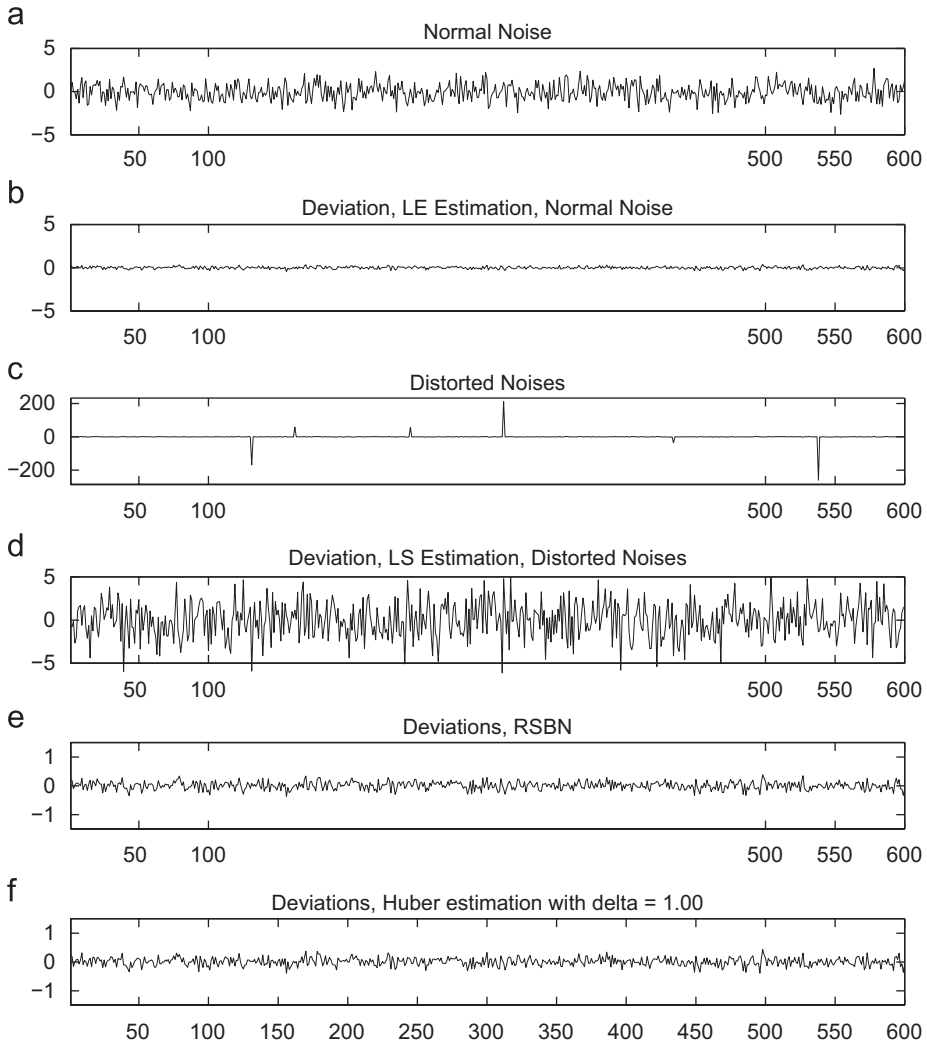 a
Normal Noise
5
0
−5
50 100 500 550 600
b
Deviation, LE Estimation, Normal Noise
5
0
−5
50 100 500 550 600
c
Distorted Noises
200
0
−200
50 100 500 550 600
d
Deviation, LS Estimation, Distorted Noises
5
0
−5
50 100 500 550 600
e
Deviations, RSBN
1
0
−1
50 100 500 550 600
f
Deviations, Huber estimation with delta = 1.00
1
0
−1
50 100 150 200 250 300 350 400 450 500 550 600